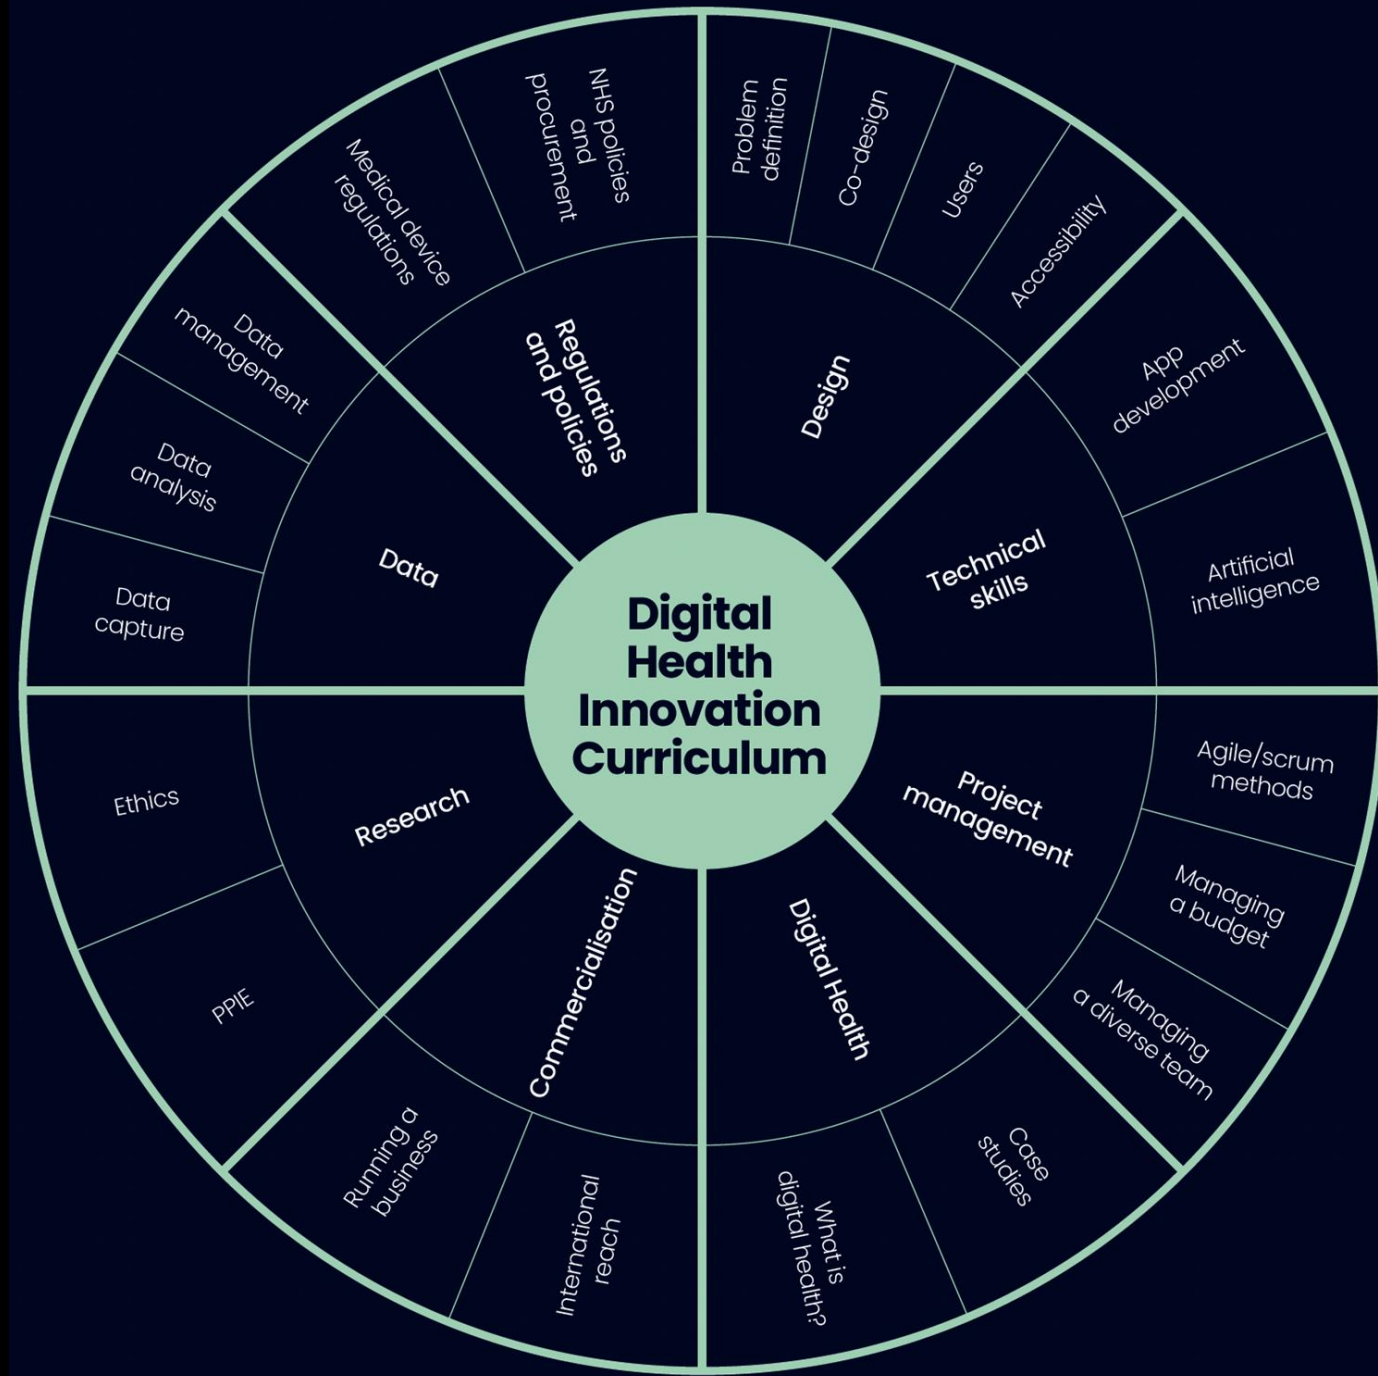 Digital
Health
Innovation
Curriculum
Design
Problem
definition
Co-design
Users
Accessibility
Technical
skills
App
development
Artificial
intelligence
Project
management
Agile/scrum
methods
Managing
a budget
Managing
a diverse team
Digital Health
Case
studies
What is
digital health?
Commercialisation
International
reach
Running a
business
Research
PPIE
Ethics
Data
Data
capture
Data
analysis
Data
management
Regulations
and policies
Medical device
regulations
NHS policies
and
procurement